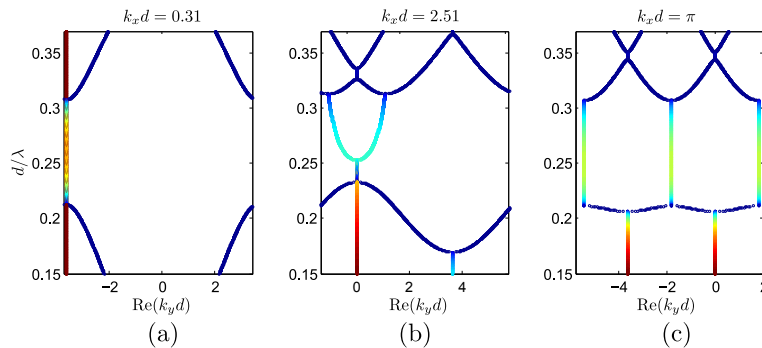 k_x d = 0.31
k_x d = 2.51
k_x d = π
d/λ
0.35
0.3
0.25
0.2
0.15
−2 0 2
Re(k_y d)
(a)
0.35
0.3
0.25
0.2
0.15
0 2 4
Re(k_y d)
(b)
0.35
0.3
0.25
0.2
0.15
−4 −2 0 2
Re(k_y d)
(c)